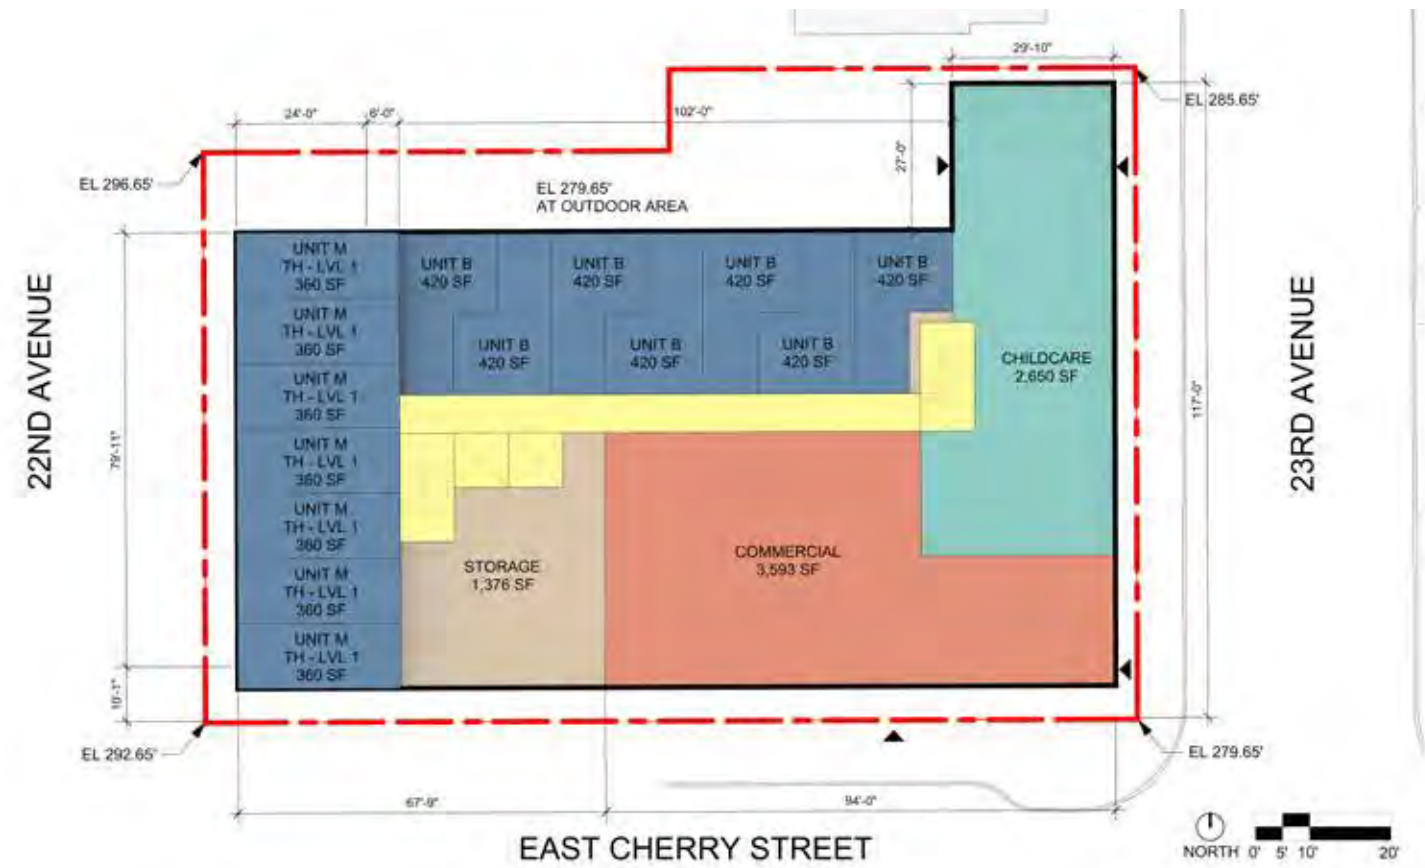 29'-10"
EL 285.65'
24'-0"
6'-0"
102'-0"
27'-0"
EL 296.65'
EL 279.65'
AT OUTDOOR AREA
22ND AVENUE
79'-11"
10'-1"
UNIT M
TH - LVL 1
360 SF
UNIT M
TH - LVL 1
360 SF
UNIT M
TH - LVL 1
360 SF
UNIT M
TH - LVL 1
360 SF
UNIT M
TH - LVL 1
360 SF
UNIT M
TH - LVL 1
360 SF
UNIT M
TH - LVL 1
360 SF
UNIT B
420 SF
UNIT B
420 SF
UNIT B
420 SF
UNIT B
420 SF
UNIT B
420 SF
UNIT B
420 SF
UNIT B
420 SF
CHILDCARE
2,650 SF
STORAGE
1,376 SF
COMMERCIAL
3,593 SF
117'-0"
23RD AVENUE
EL 292.65'
EL 279.65'
67'-9"
94'-0"
EAST CHERRY STREET
NORTH 0' 5' 10' 20'